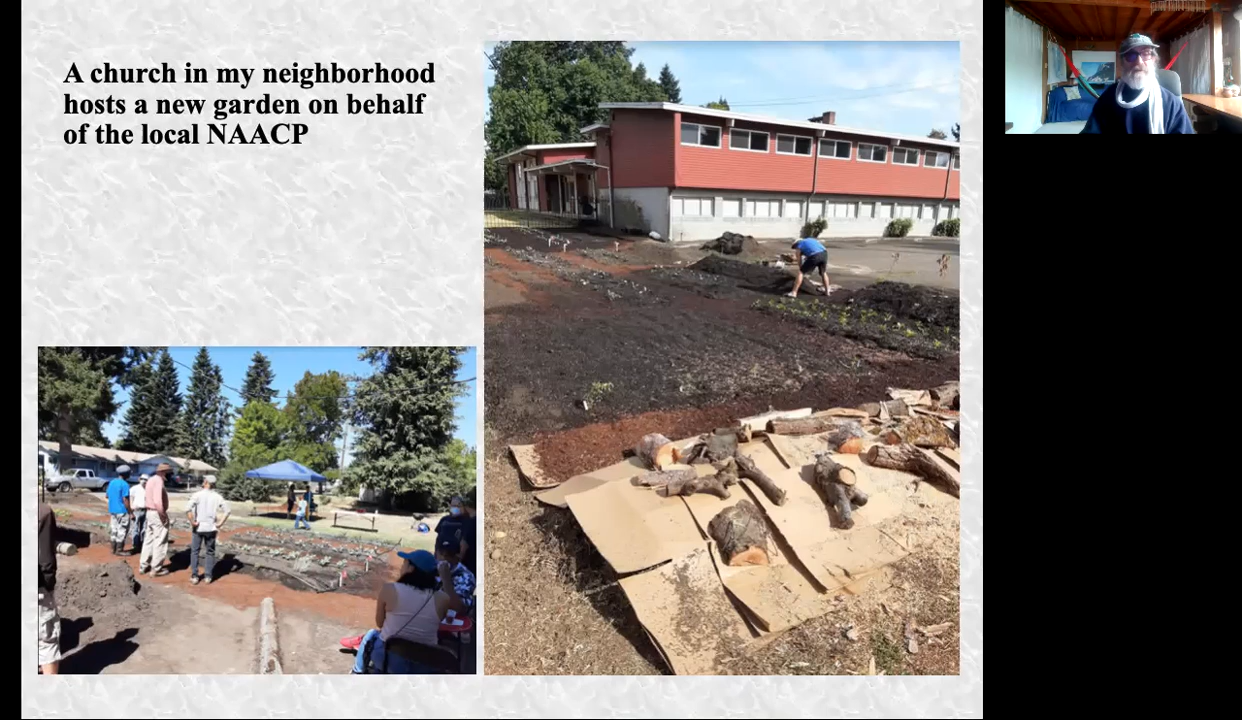 A church in my neighborhood
hosts a new garden on behalf
of the local NAACP